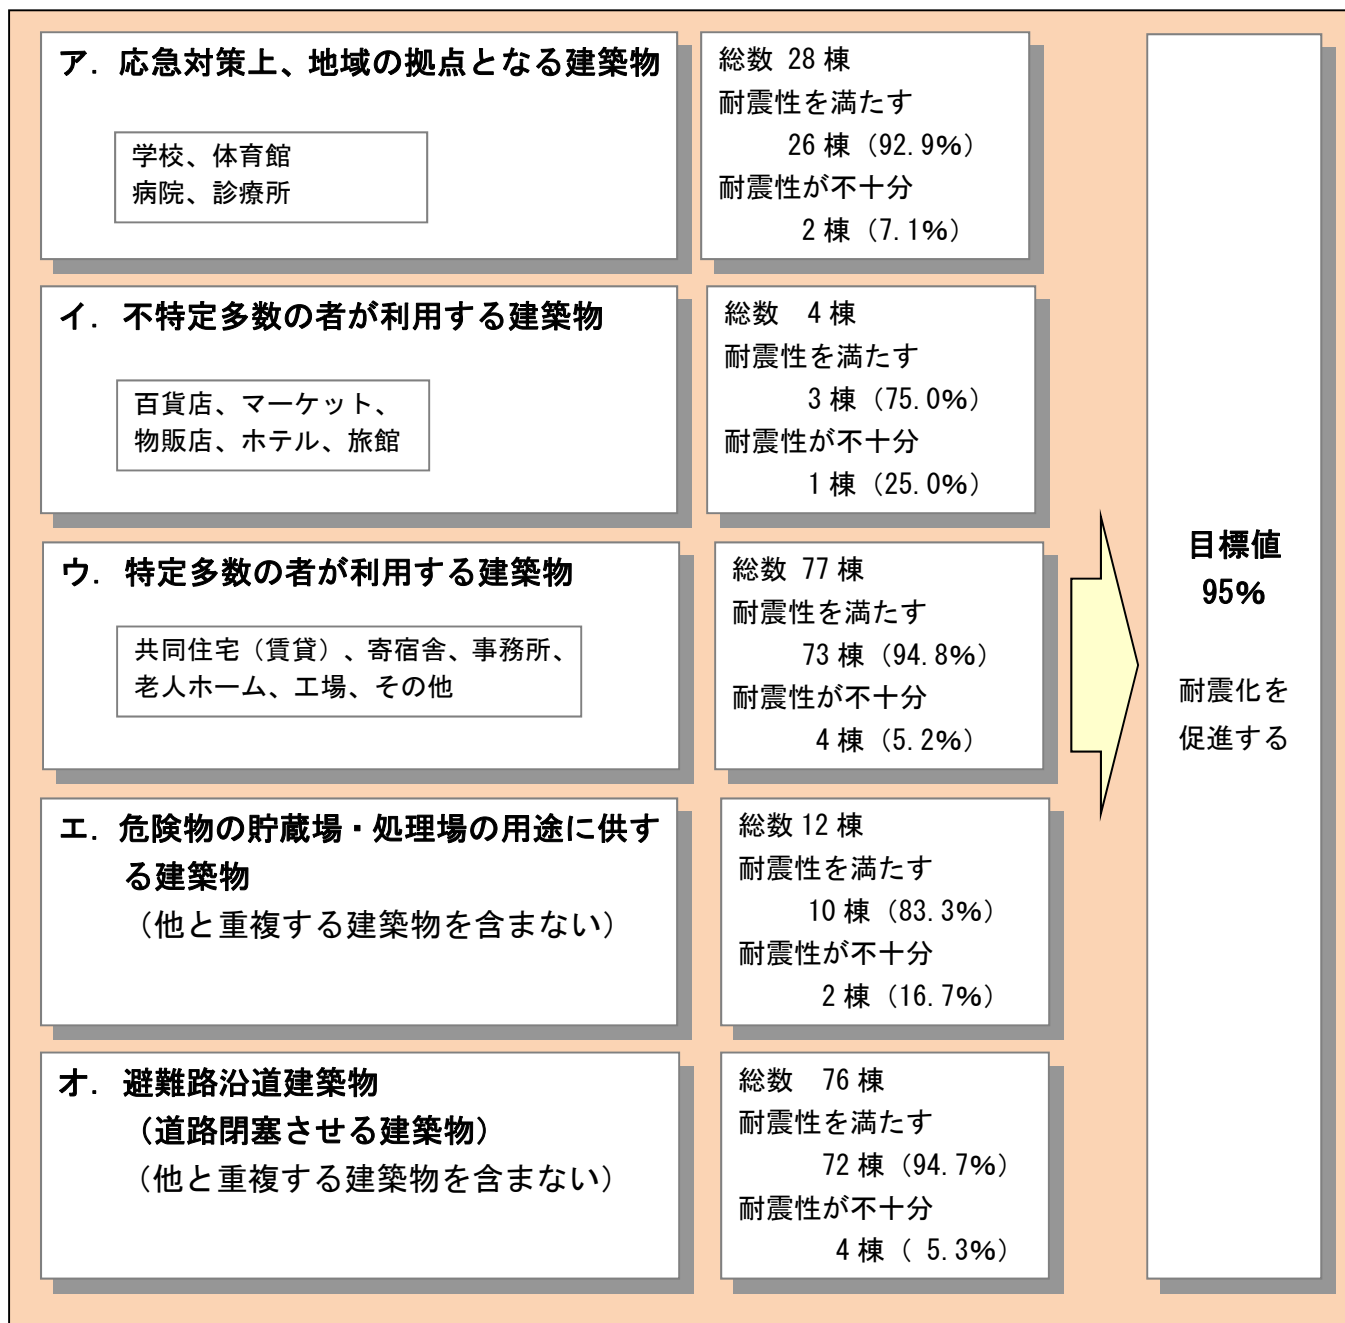 ア．応急対策上、地域の拠点となる建築物
学校、体育館
病院、診療所
総数 28 棟
耐震性を満たす
26 棟（92.9%）
耐震性が不十分
2 棟（7.1%）
イ．不特定多数の者が利用する建築物
百貨店、マーケット、
物販店、ホテル、旅館
総数 4 棟
耐震性を満たす
3 棟（75.0%）
耐震性が不十分
1 棟（25.0%）
ウ．特定多数の者が利用する建築物
共同住宅（賃貸）、寄宿舎、事務所、
老人ホーム、工場、その他
総数 77 棟
耐震性を満たす
73 棟（94.8%）
耐震性が不十分
4 棟（5.2%）
エ．危険物の貯蔵場・処理場の用途に供す
る建築物
（他と重複する建築物を含まない）
総数 12 棟
耐震性を満たす
10 棟（83.3%）
耐震性が不十分
2 棟（16.7%）
オ．避難路沿道建築物
（道路閉塞させる建築物）
（他と重複する建築物を含まない）
総数 76 棟
耐震性を満たす
72 棟（94.7%）
耐震性が不十分
4 棟（ 5.3%）
目標値
95%
耐震化を
促進する